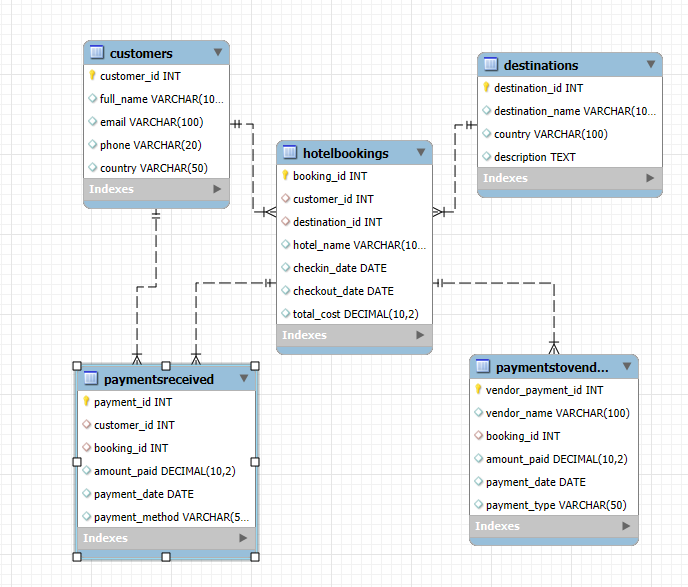 customers
customer_id INT
full_name VARCHAR(10...
email VARCHAR(100)
phone VARCHAR(20)
country VARCHAR(50)
Indexes
destinations
destination_id INT
destination_name VARCHAR(10...
country VARCHAR(100)
description TEXT
Indexes
hotelbookings
booking_id INT
customer_id INT
destination_id INT
hotel_name VARCHAR(10...
checkin_date DATE
checkout_date DATE
total_cost DECIMAL(10,2)
Indexes
paymentsreceived
payment_id INT
customer_id INT
booking_id INT
amount_paid DECIMAL(10,2)
payment_date DATE
payment_method VARCHAR(5...
Indexes
paymentstovend...
vendor_payment_id INT
vendor_name VARCHAR(100)
booking_id INT
amount_paid DECIMAL(10,2)
payment_date DATE
payment_type VARCHAR(50)
Indexes